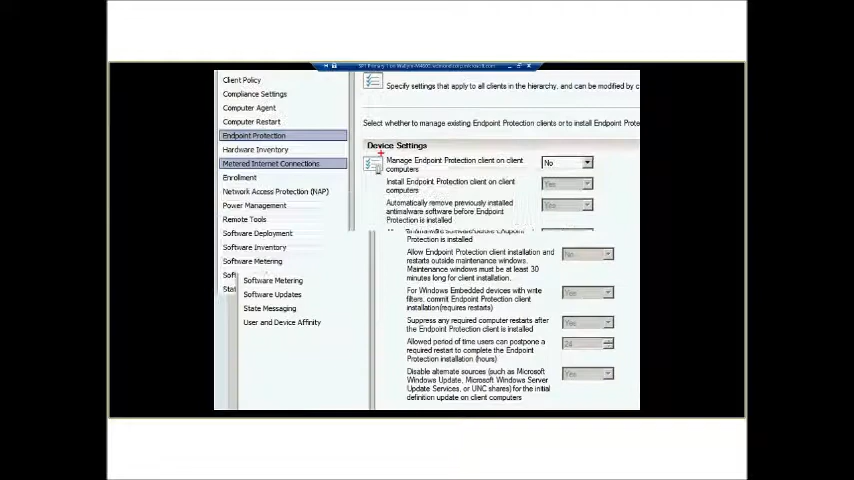 SP1 Primary 1 on
Client Policy
Compliance Settings
Computer Agent
Computer Restart
Endpoint Protection
Hardware Inventory
Metered Internet Connections
Enrollment
Network Access Protection (NAP)
Power Management
Remote Tools
Software Deployment
Software Inventory
Software Metering
Software Metering
Software Updates
State Messaging
User and Device Affinity
Specify settings that apply to all clients in the hierarchy, and can be modified by c
Select whether to manage existing Endpoint Protection clients or to install Endpoint Prote
Device Settings
Manage Endpoint Protection client on client
computers
No
Install Endpoint Protection client on client
computers
Yes
Automatically remove previously installed
antimalware software before Endpoint
Protection is installed
Yes
Protection is installed
Allow Endpoint Protection client installation and
restarts outside maintenance windows.
Maintenance windows must be at least 30
minutes long for client installation.
No
For Windows Embedded devices with write
filters, commit Endpoint Protection client
installation(requires restarts)
Yes
Suppress any required computer restarts after
the Endpoint Protection client is installed
Yes
Allowed period of time users can postpone a
required restart to complete the Endpoint
Protection installation (hours)
24
Disable alternate sources (such as Microsoft
Windows Update, Microsoft Windows Server
Update Services, or UNC shares) for the initial
definition update on client computers
Yes